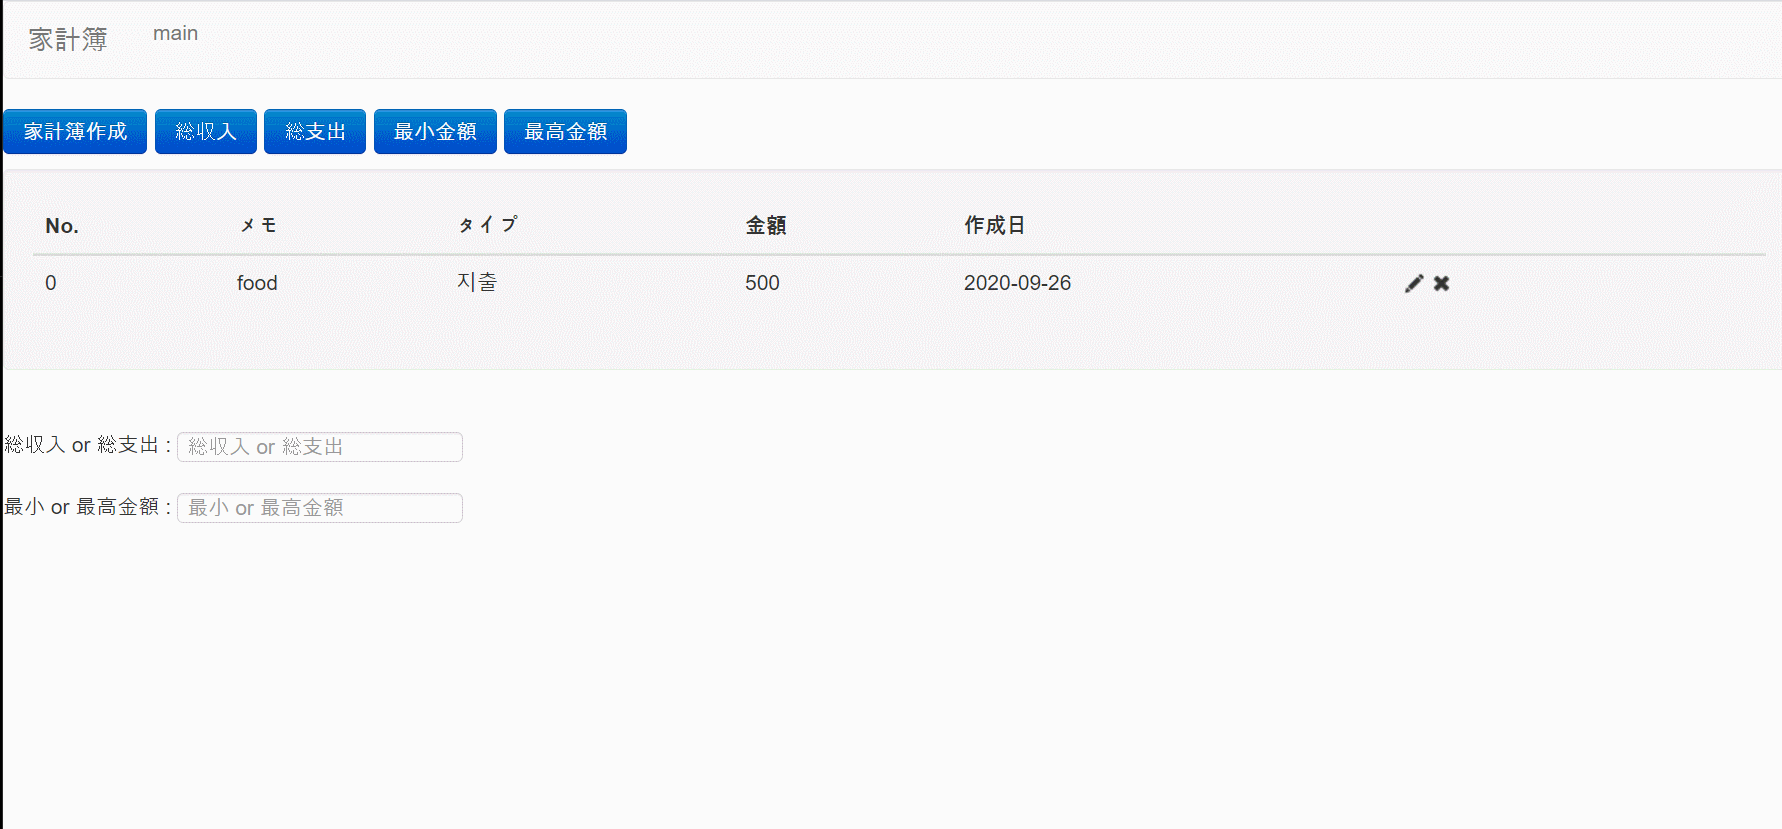 家計簿 main
家計簿作成 総収入 総支出 最小金額 最高金額
No. メモ タイプ 金額 作成日
0 food 지출 500 2020-09-26
総収入 or 総支出 : 総収入 or 総支出
最小 or 最高金額 : 最小 or 最高金額